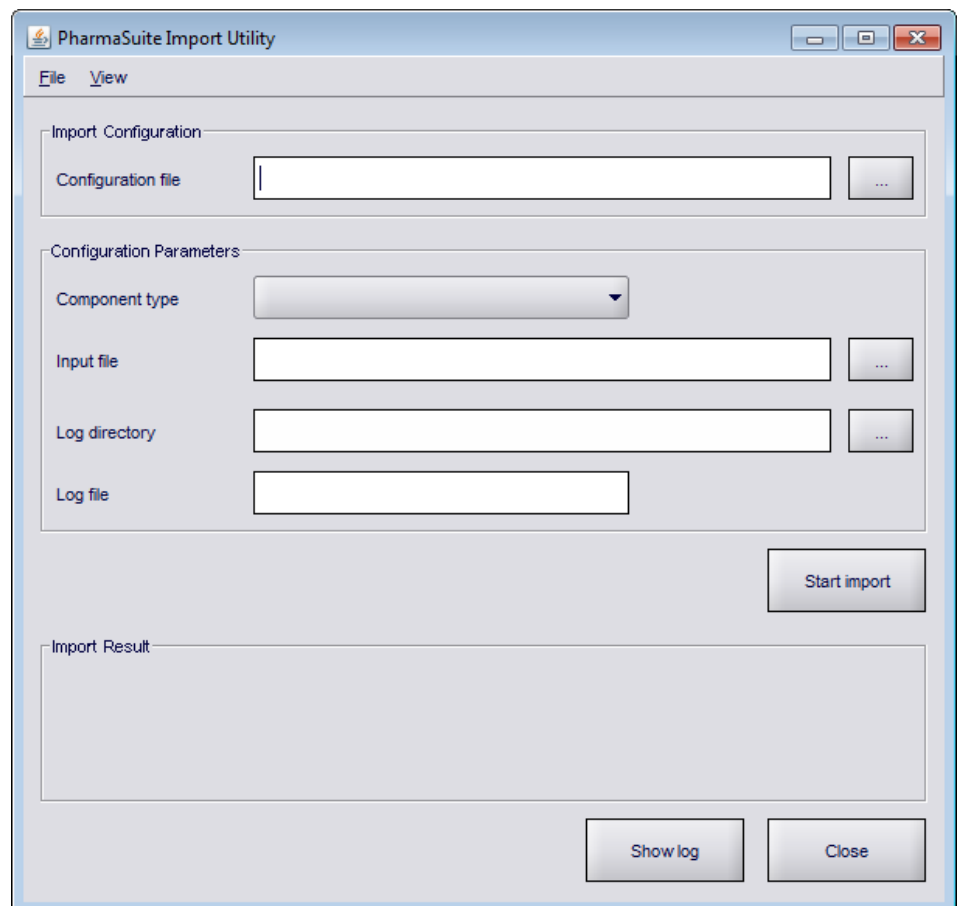 PharmaSuite Import Utility
File View
Import Configuration
Configuration file ...
Configuration Parameters
Component type
Input file ...
Log directory ...
Log file
Start import
Import Result
Show log Close